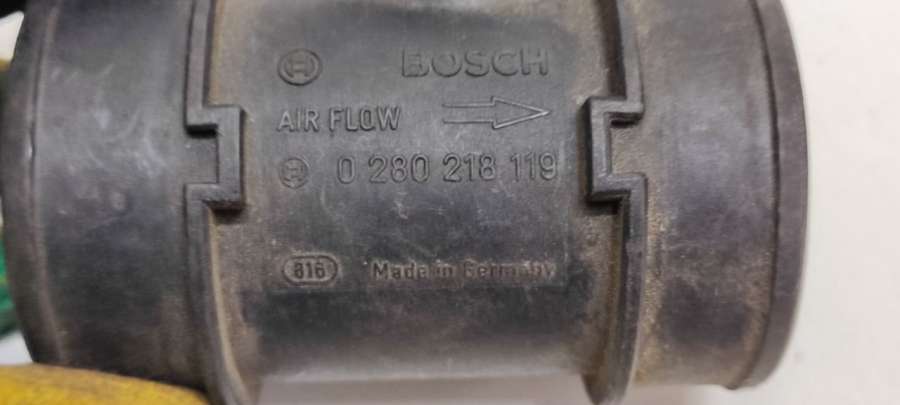 BOSCH
AIR FLOW
0 280 218 119
816 Made in Germany